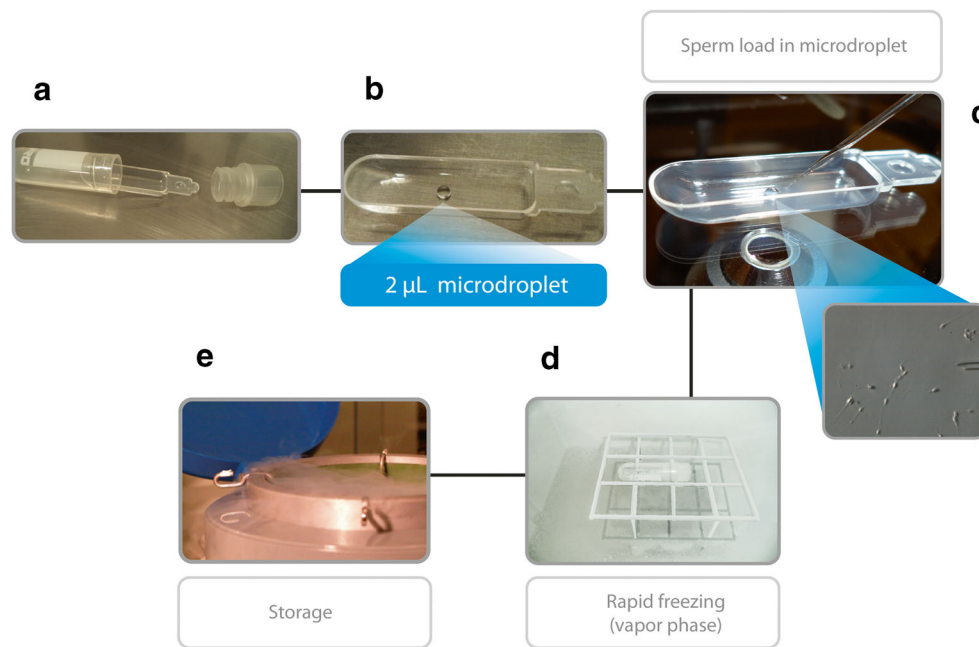 Sperm load in microdroplet
a
b
2 µL microdroplet
e
d
Storage
Rapid freezing
(vapor phase)